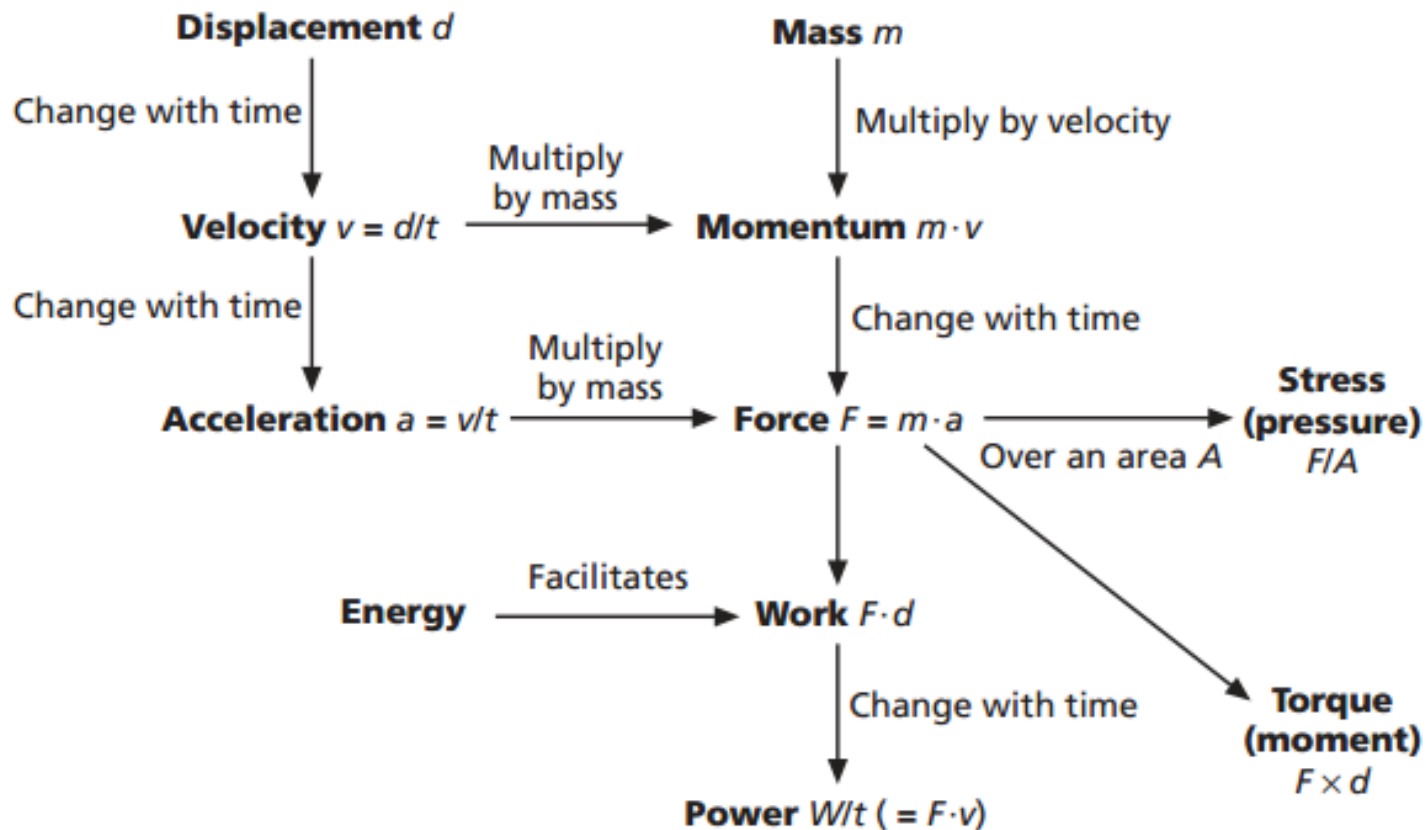 Displacement d
Mass m
Change with time
Multiply by velocity
Multiply
by mass
Velocity v = d/t
Momentum m·v
Change with time
Change with time
Multiply
by mass
Acceleration a = v/t
Force F = m·a
Over an area A
Stress
(pressure)
F/A
Facilitates
Energy
Work F·d
Change with time
Torque
(moment)
F × d
Power W/t ( = F·v)